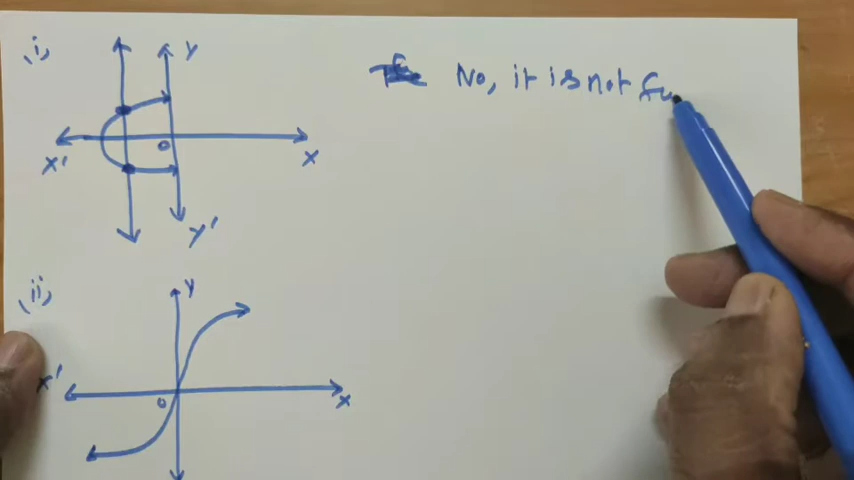 (i)
Y
No, it is not fu
O
X'
X
Y'
(ii)
Y
X'
O
X